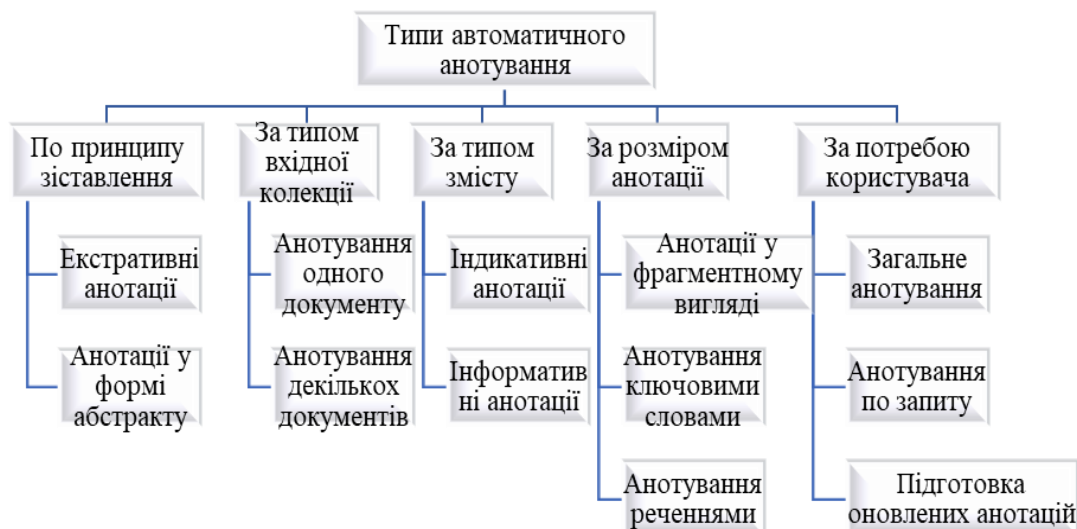 Типи автоматичного
анотування
По принципу
зіставлення
Екстративні
анотації
Анотації у
формі
абстракту
За типом
вхідної
колекції
Анотування
одного
документу
Анотування
декількох
документів
За типом
змісту
Індикативні
анотації
Інформатив
ні анотації
За розміром
анотації
Анотації у
фрагментному
вигляді
Анотування
ключовими
словами
Анотування
реченнями
За потребою
користувача
Загальне
анотування
Анотування
по запиту
Підготовка
оновлених анотацій